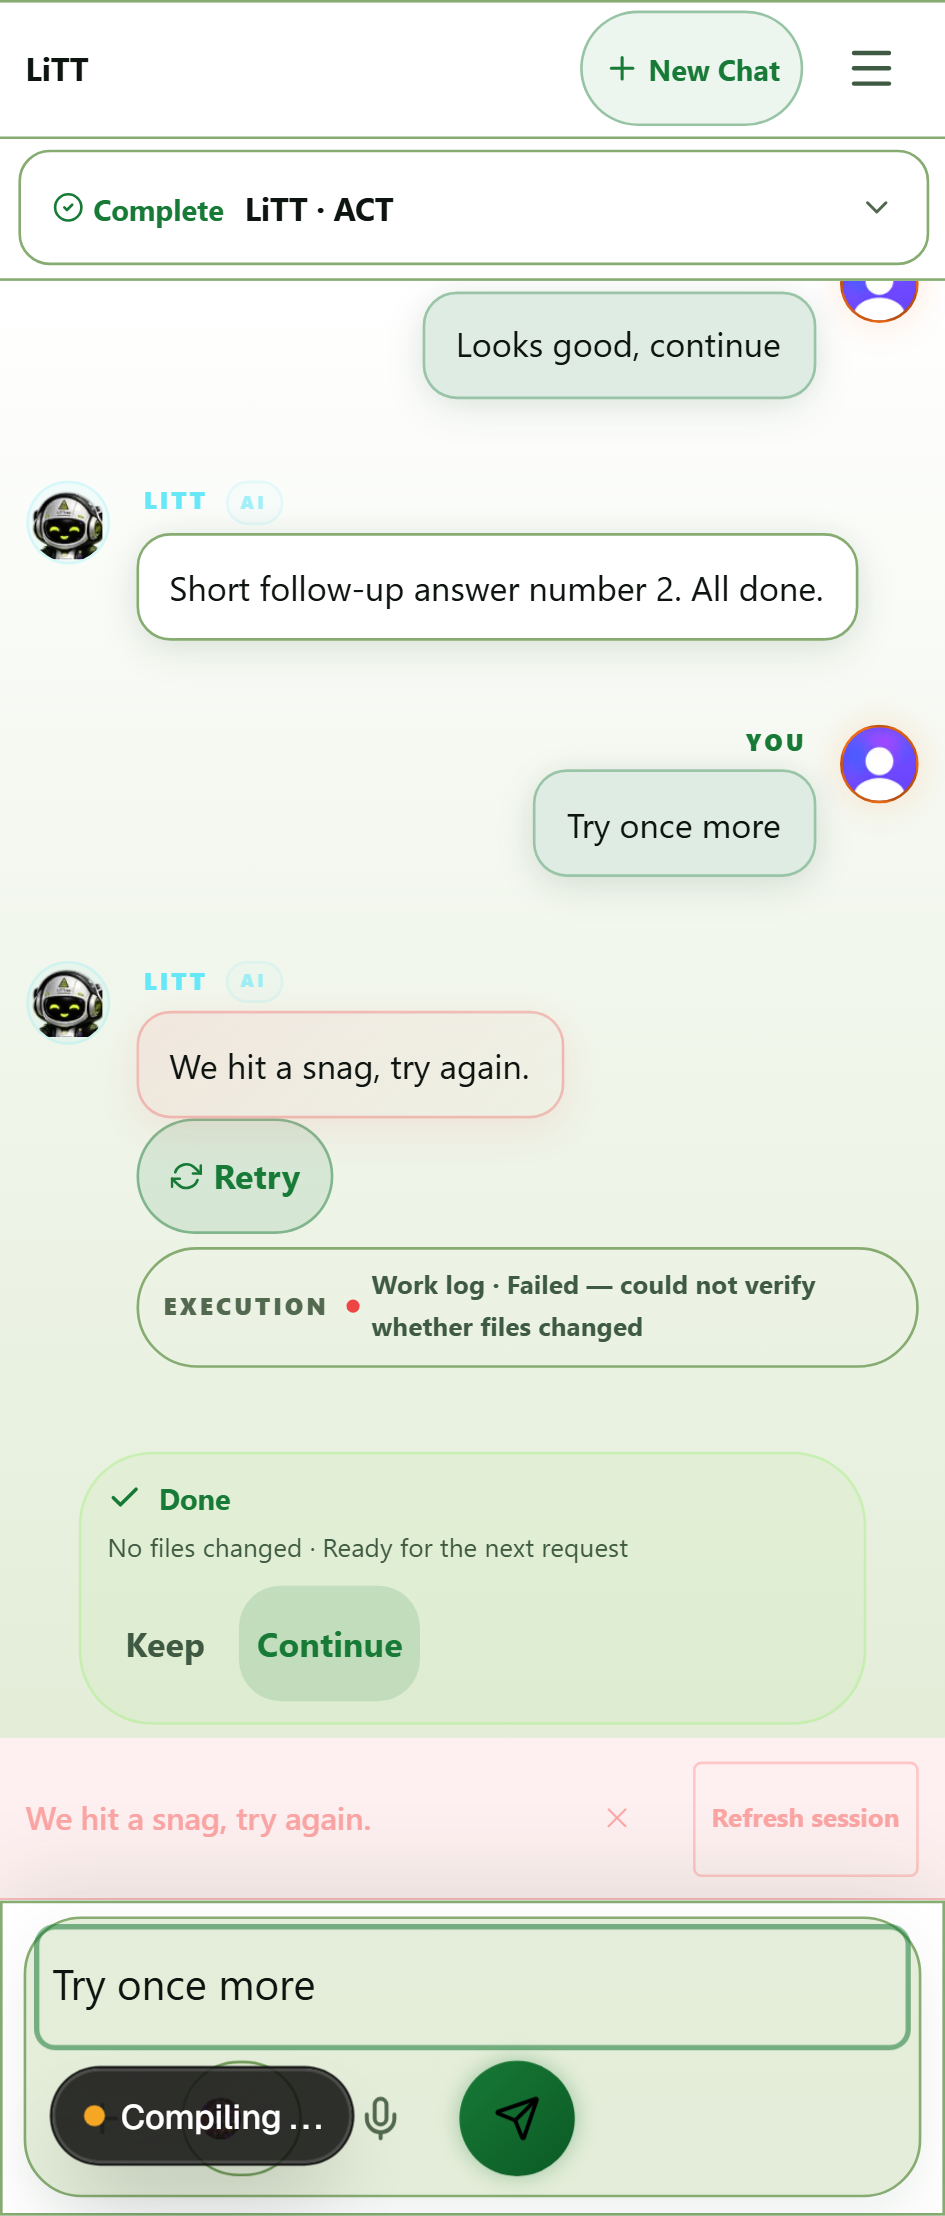 LiTT
New Chat
Complete LiTT · ACT
Looks good, continue
LITT AI
Short follow-up answer number 2. All done.
YOU
Try once more
LITT AI
We hit a snag, try again.
Retry
EXECUTION
Work log · Failed — could not verify
whether files changed
Done
No files changed · Ready for the next request
Keep
Continue
We hit a snag, try again.
Refresh session
Try once more
Compiling ...